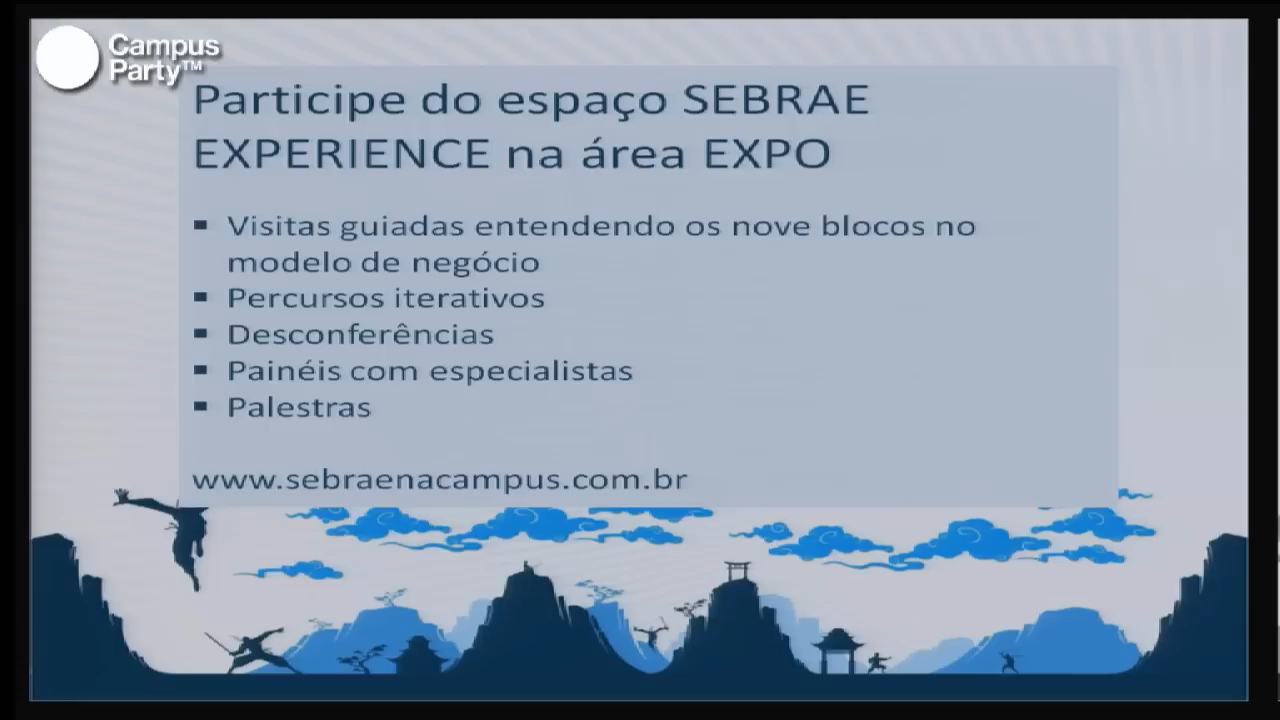 Campus
Party™
Participe do espaço SEBRAE
EXPERIENCE na área EXPO
▪ Visitas guiadas entendendo os nove blocos no
modelo de negócio
▪ Percursos iterativos
▪ Desconferências
▪ Painéis com especialistas
▪ Palestras
www.sebraenacampus.com.br